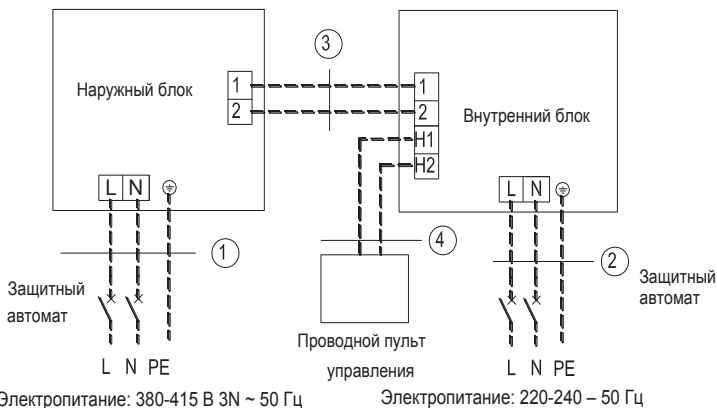 3
Наружный блок
1
2
1
2
H1
H2
Внутренний блок
L N
L N
1
4
2
Защитный
автомат
Защитный
автомат
Проводной пульт
управления
L N PE
L N PE
Электропитание: 380-415 В 3N ~ 50 Гц
Электропитание: 220-240 – 50 Гц